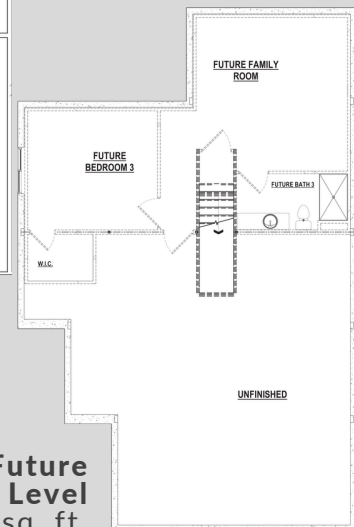 FUTURE FAMILY
ROOM
FUTURE
BEDROOM 3
FUTURE BATH 3
W.I.C.
UNFINISHED
Future
Level
sq. ft.